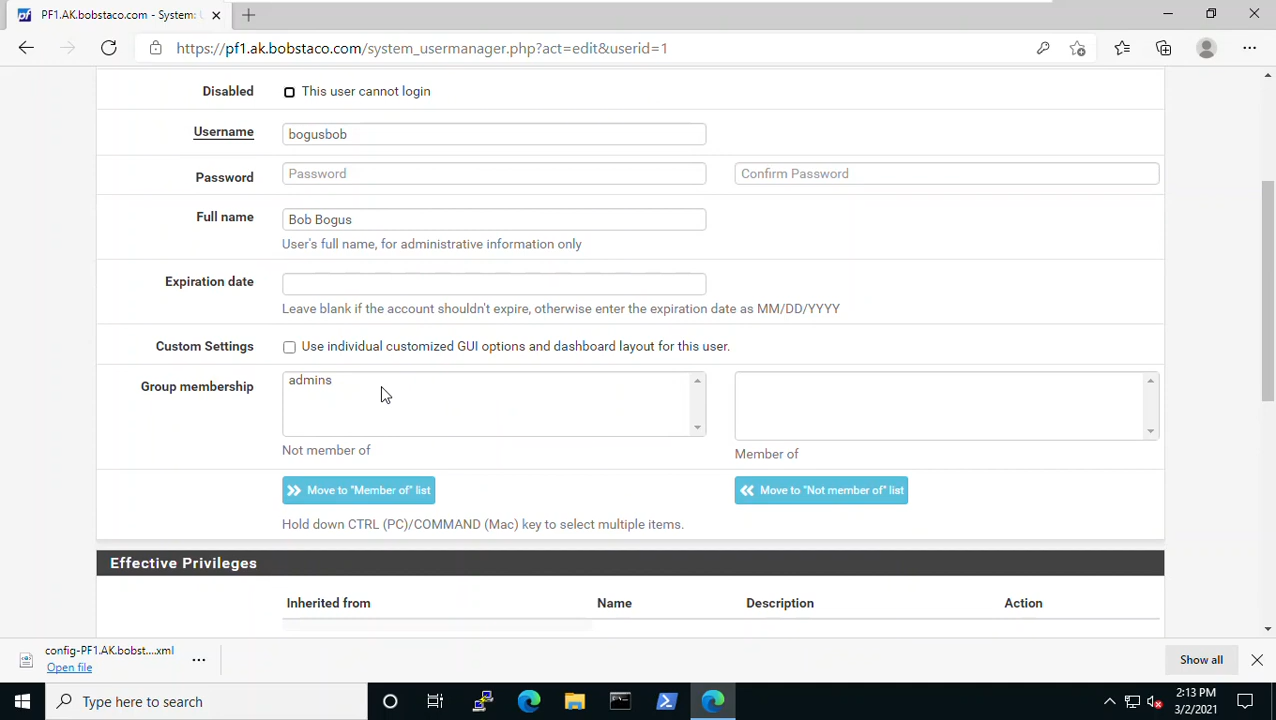 PF1.AK.bobstaco.com - System:
https://pf1.ak.bobstaco.com/system_usermanager.php?act=edit&userid=1
Disabled This user cannot login
Username bogusbob
Password Password Confirm Password
Full name Bob Bogus
User's full name, for administrative information only
Expiration date
Leave blank if the account shouldn't expire, otherwise enter the expiration date as MM/DD/YYYY
Custom Settings Use individual customized GUI options and dashboard layout for this user.
Group membership admins
Not member of Member of
Move to "Member of" list Move to "Not member of" list
Hold down CTRL (PC)/COMMAND (Mac) key to select multiple items.
Effective Privileges
Inherited from Name Description Action
config-PF1.AK.bobst....xml
Open file
Show all
Type here to search
2:13 PM
3/2/2021